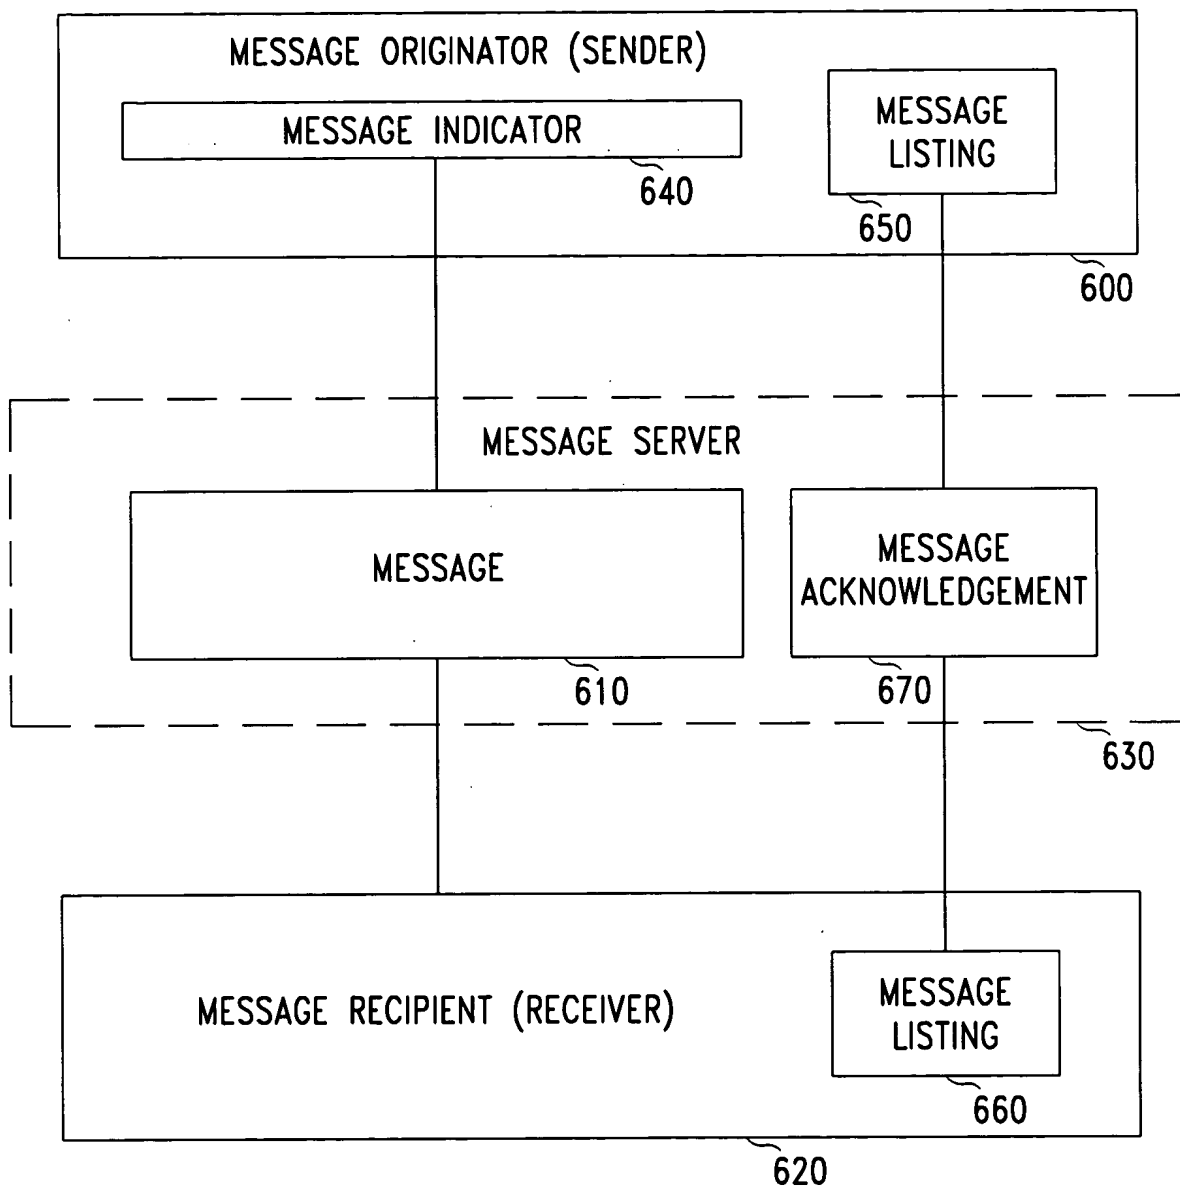 MESSAGE ORIGINATOR (SENDER)
MESSAGE INDICATOR
640
MESSAGE
LISTING
650
600
MESSAGE SERVER
MESSAGE
610
MESSAGE
ACKNOWLEDGEMENT
670
630
MESSAGE RECIPIENT (RECEIVER)
MESSAGE
LISTING
660
620